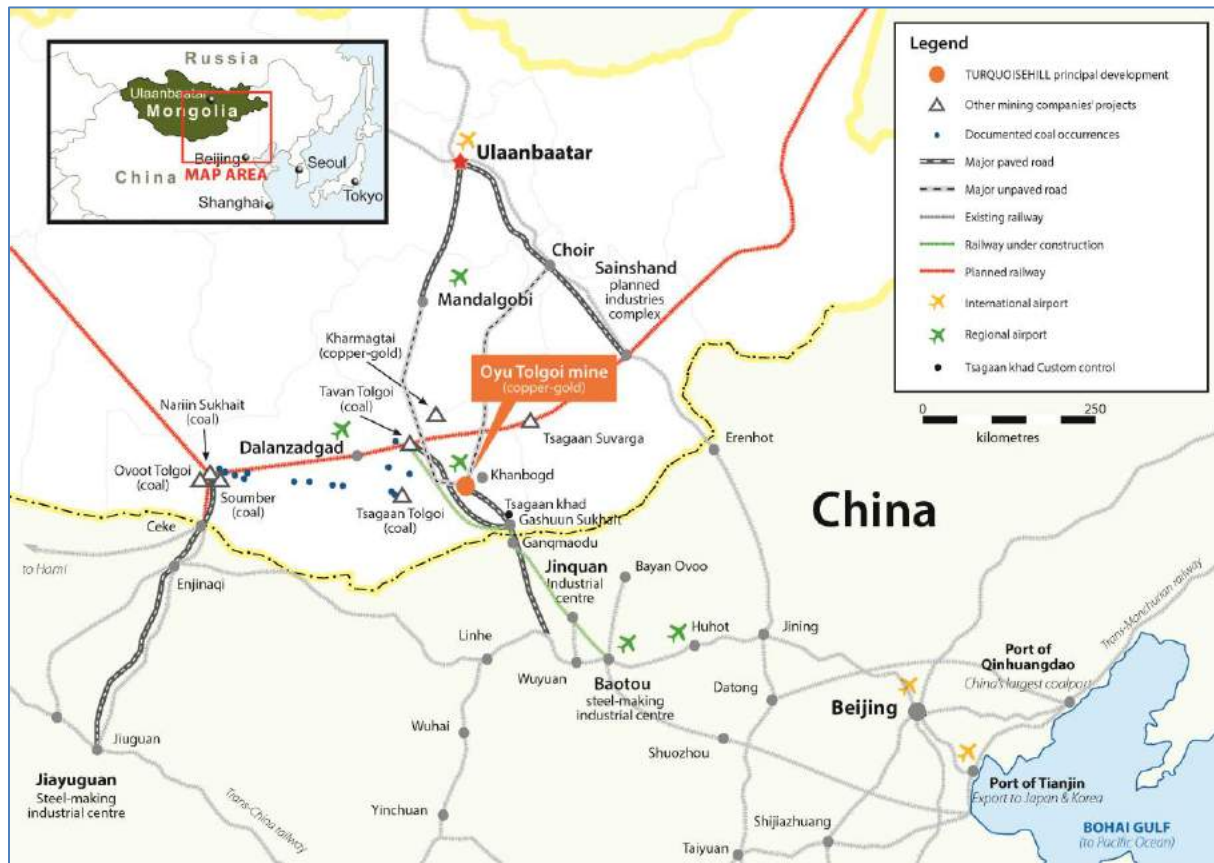 Russia
Ulaanbaatar
Mongolia
Beijing
Seoul
China
MAP AREA
Tokyo
Shanghai
Legend
TURQUOISEHILL principal development
Other mining companies' projects
Documented coal occurrences
Major paved road
Major unpaved road
Existing railway
Railway under construction
Planned railway
International airport
Regional airport
Tsagaan khad Custom control
0
250
kilometres
Ulaanbaatar
Choir
Sainshand
planned
industries
complex
Mandalgobi
Kharmagtai
(copper-gold)
Oyu Tolgoi mine
(copper-gold)
Tavan Tolgoi
(coal)
Nariin Sukhait
(coal)
Dalanzadgad
Tsagaan Suvarga
Erenhot
Ovoot Tolgoi
(coal)
Soumber
(coal)
Khanbogd
Tsagaan Tolgoi
(coal)
Tsagaan khad
Gashuun Sukhait
Ceke
Ganqmaodu
China
to Hami
Enjinaqi
Jinquan
Industrial
centre
Bayan Ovoo
Trans-Manchurian railway
Linhe
Huhot
Jining
Wuyuan
Port of
Qinhuangdao
China's largest coalport
Baotou
steel-making
industrial centre
Datong
Beijing
Wuhai
Shuozhou
Jiuguan
Jiayuguan
Steel-making
industrial centre
Trans-China railway
Port of Tianjin
Export to Japan & Korea
Yinchuan
Shijiazhuang
BOHAI GULF
(to Pacific Ocean)
Taiyuan